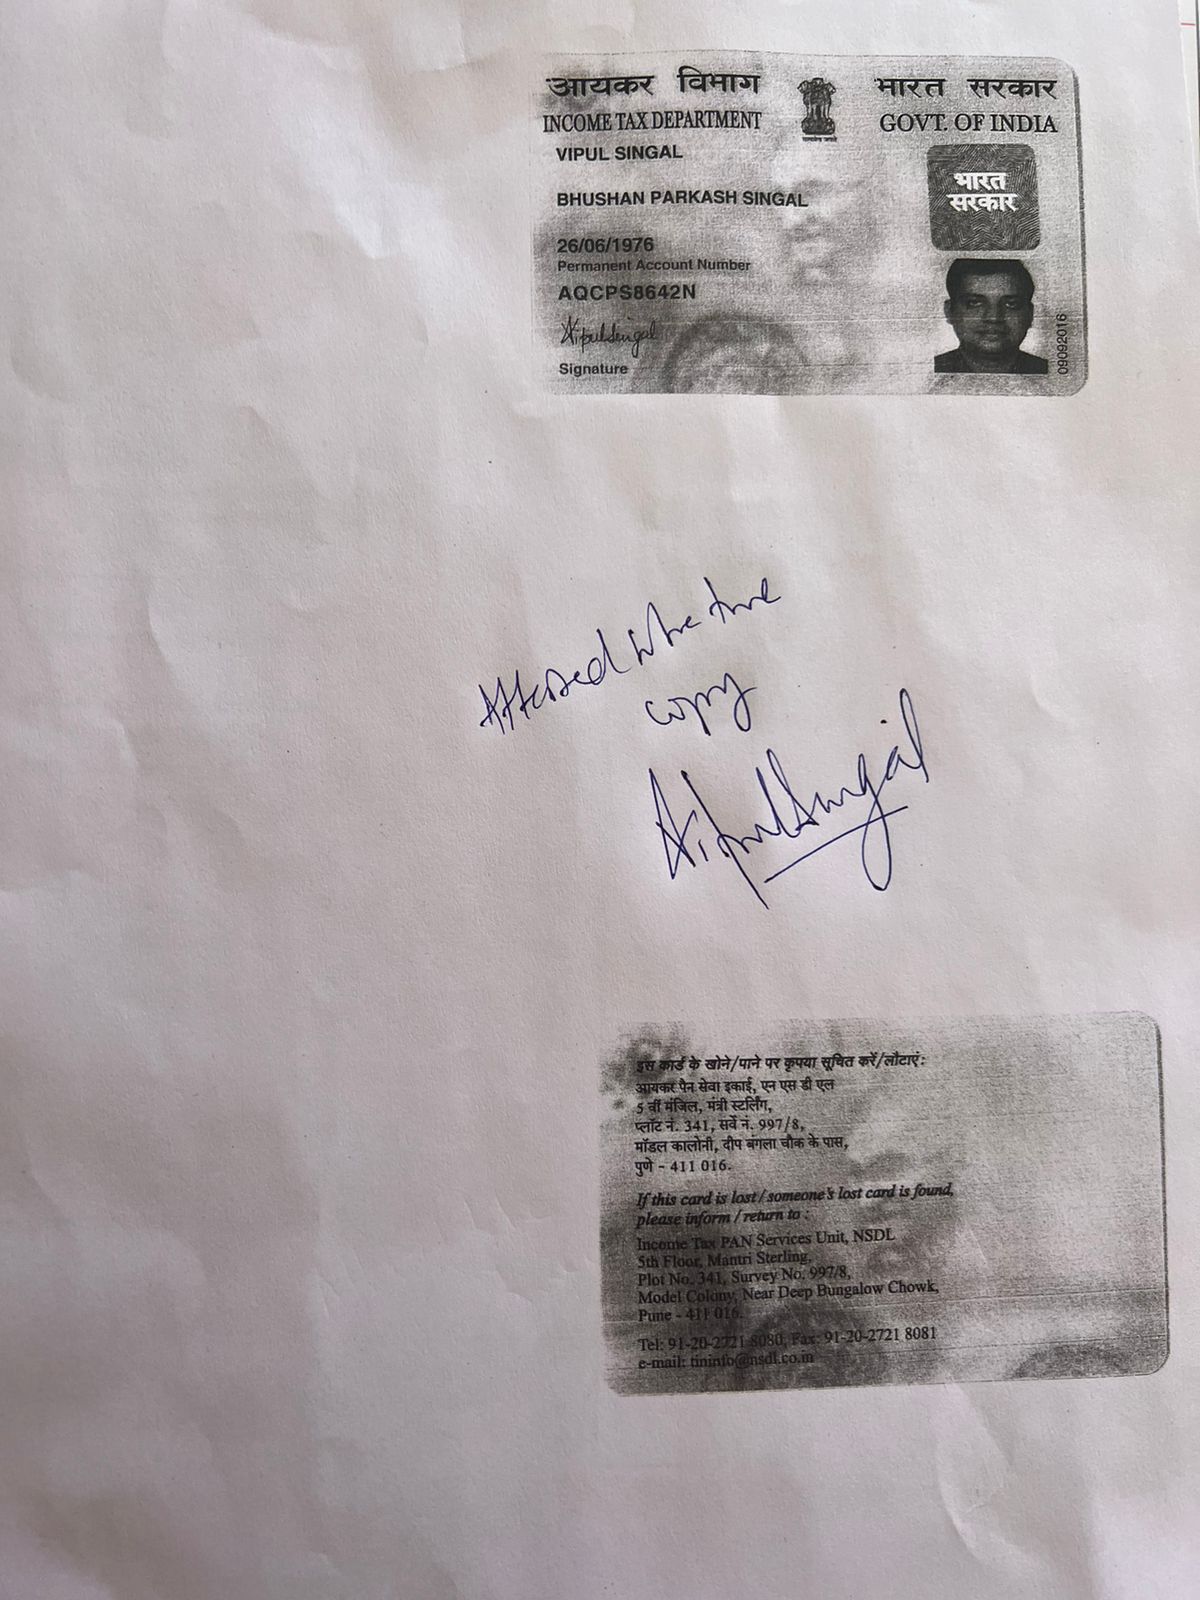 आयकर विभाग
INCOME TAX DEPARTMENT
भारत सरकार
GOVT. OF INDIA
VIPUL SINGAL
BHUSHAN PARKASH SINGAL
26/06/1976
Permanent Account Number
AQCPS8642N
Vipul Singal
Signature
भारत
सरकार
09092016
Attested to be true
copy
Vipul Singal
इस कार्ड के खोने/पाने पर कृपया सूचित करें/लौटाएं:
आयकर पैन सेवा इकाई, एन एस डी एल
5 वीं मंजिल, मंत्री स्टर्लिंग,
प्लॉट नं. 341, सर्वे नं. 997/8,
मॉडल कालोनी, दीप बंगला चौक के पास,
पुणे - 411 016.
If this card is lost / someone's lost card is found,
please inform / return to :
Income Tax PAN Services Unit, NSDL
5th Floor, Mantri Sterling,
Plot No. 341, Survey No. 997/8,
Model Colony, Near Deep Bungalow Chowk,
Pune - 411 016.
Tel: 91-20-2721 8080, Fax: 91-20-2721 8081
e-mail: tininfo@nsdl.co.in